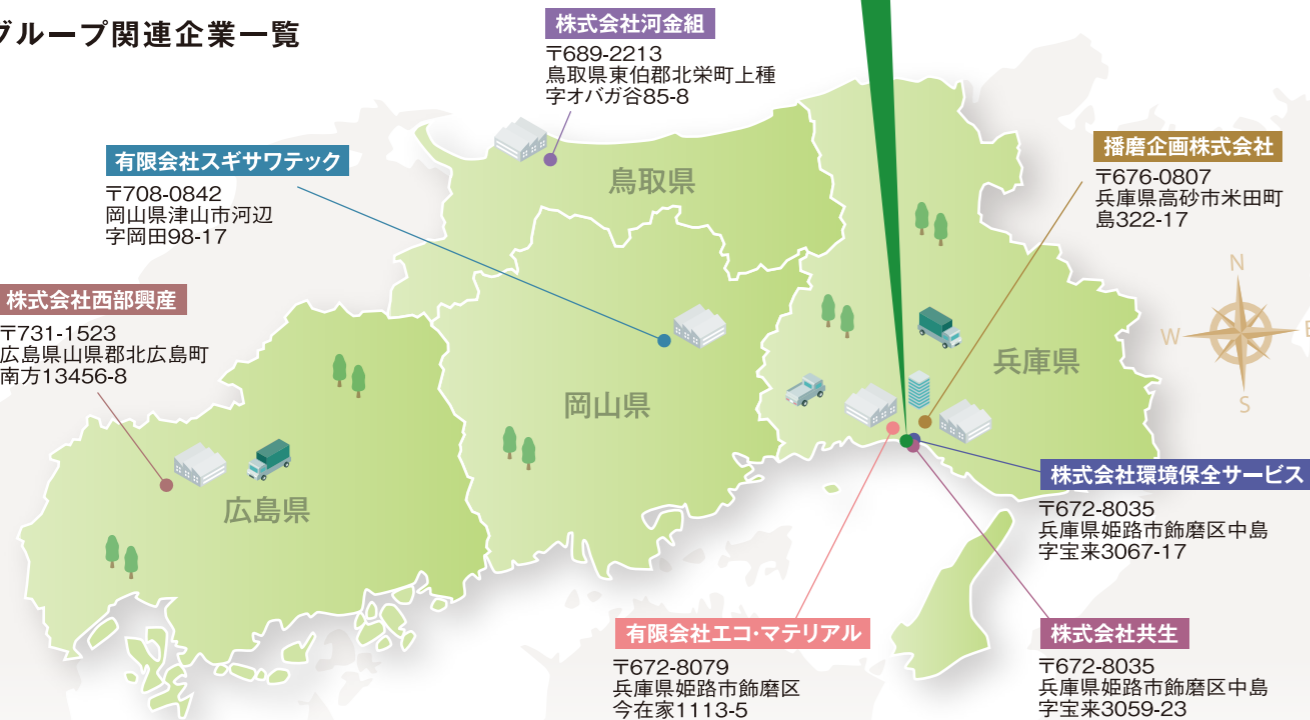 グループ関連企業一覧
株式会社河金組
〒689-2213
鳥取県東伯郡北栄町上種
字オバガ谷85-8
有限会社スギサワテック
〒708-0842
岡山県津山市河辺
字岡田98-17
播磨企画株式会社
〒676-0807
兵庫県高砂市米田町
島322-17
株式会社西部興産
〒731-1523
広島県山県郡北広島町
南方13456-8
鳥取県
岡山県
兵庫県
広島県
N
W
E
S
株式会社環境保全サービス
〒672-8035
兵庫県姫路市飾磨区中島
字宝来3067-17
有限会社エコ・マテリアル
〒672-8079
兵庫県姫路市飾磨区
今在家1113-5
株式会社共生
〒672-8035
兵庫県姫路市飾磨区中島
字宝来3059-23